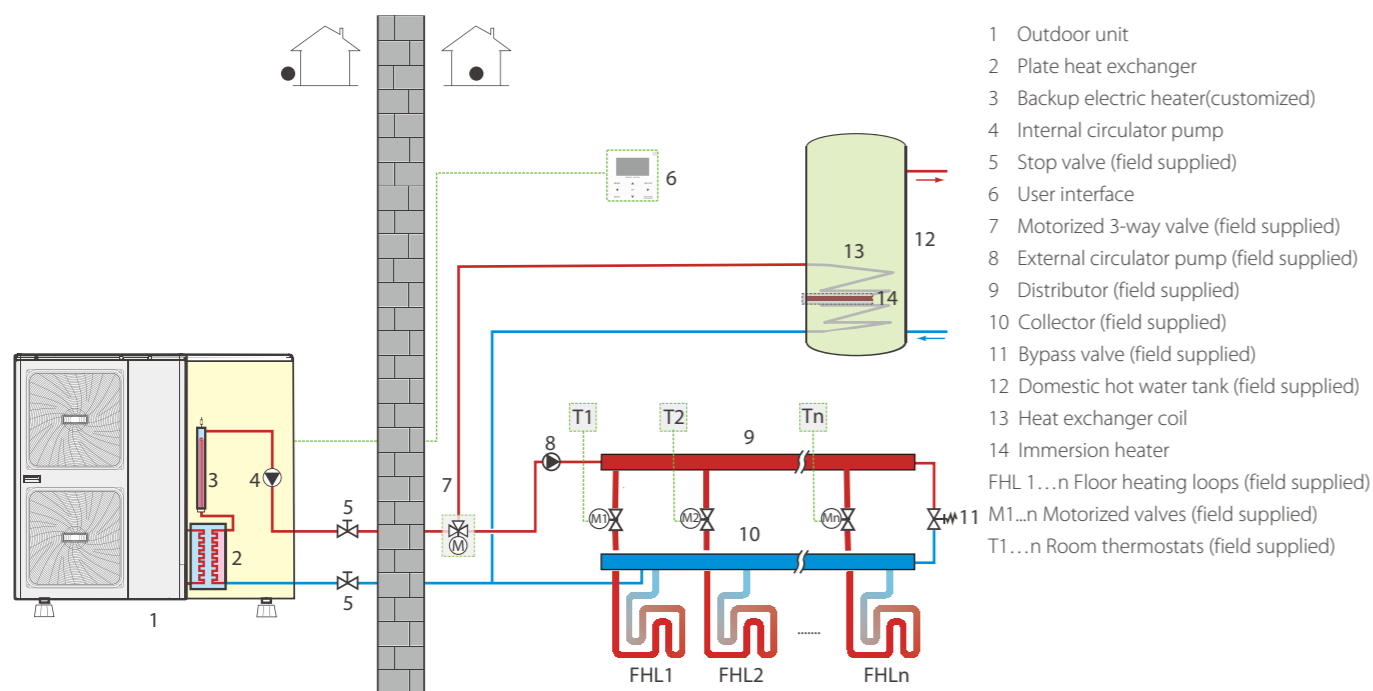 6
13
12
14
T1
T2
Tn
8
9
7
3
4
5
M1
M2
Mn
11
M
10
2
5
1
.......
FHL1
FHL2
FHLn
1 Outdoor unit
2 Plate heat exchanger
3 Backup electric heater(customized)
4 Internal circulator pump
5 Stop valve (field supplied)
6 User interface
7 Motorized 3-way valve (field supplied)
8 External circulator pump (field supplied)
9 Distributor (field supplied)
10 Collector (field supplied)
11 Bypass valve (field supplied)
12 Domestic hot water tank (field supplied)
13 Heat exchanger coil
14 Immersion heater
FHL 1…n Floor heating loops (field supplied)
M1...n Motorized valves (field supplied)
T1…n Room thermostats (field supplied)